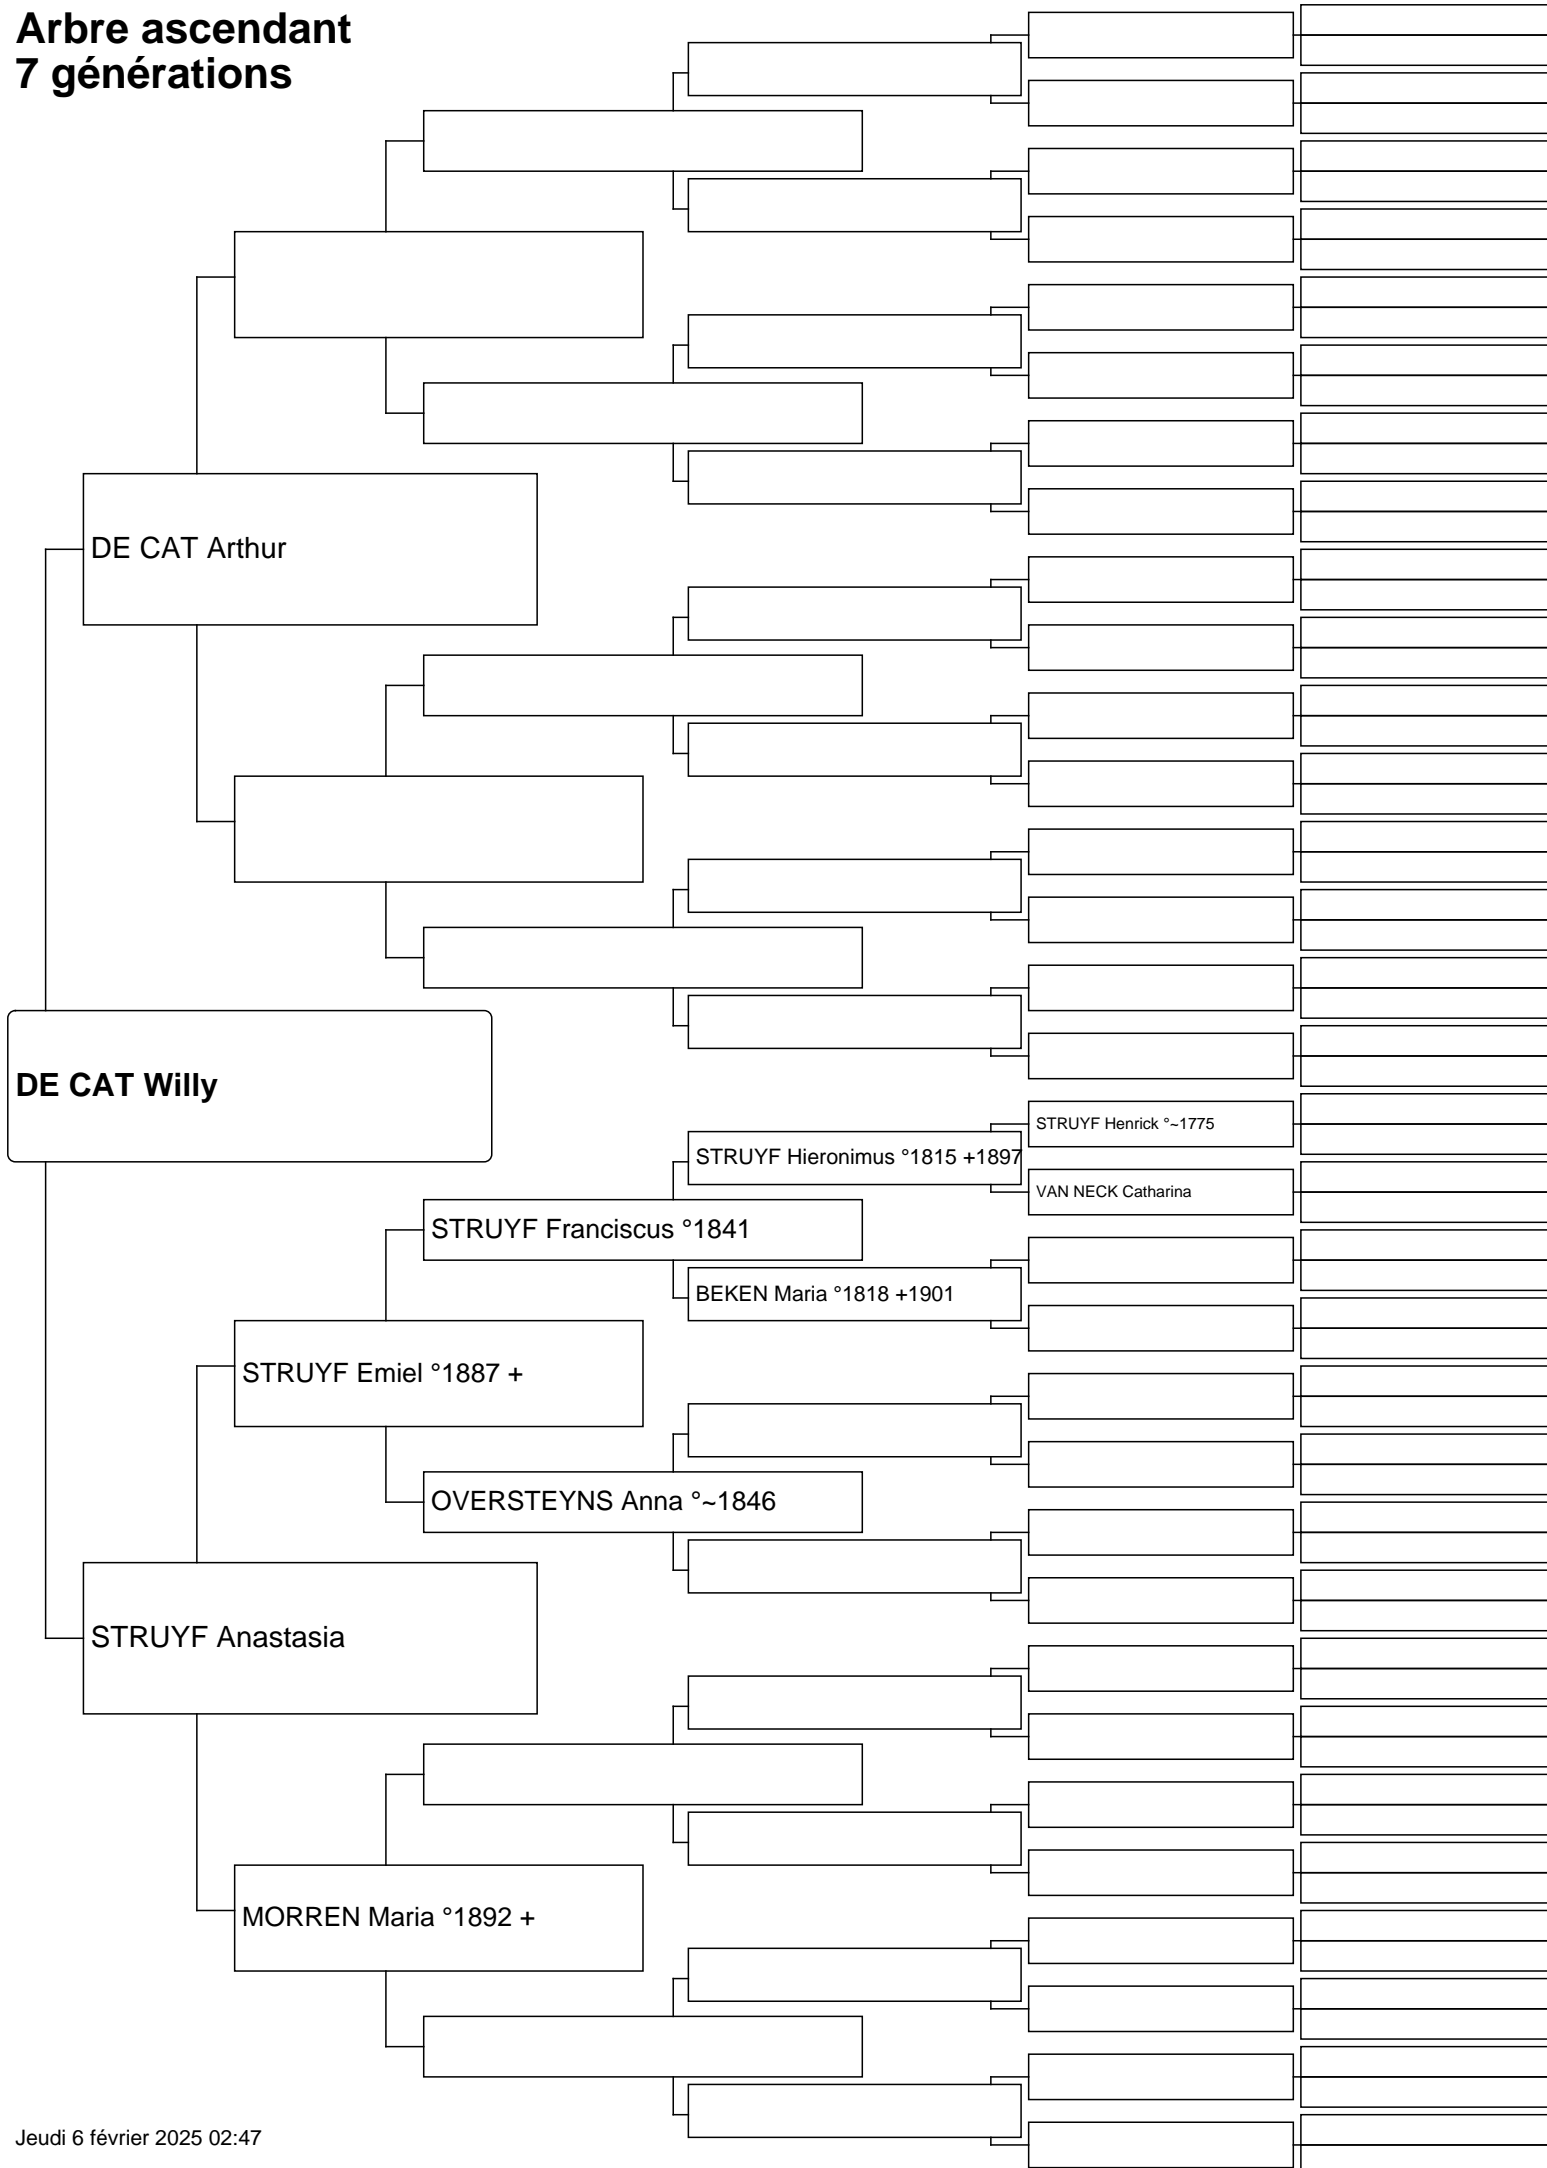 Arbre ascendant
7 générations
DE CAT Arthur
DE CAT Willy
STRUYF Henrick °~1775
STRUYF Hieronimus °1815 +1897
VAN NECK Catharina
STRUYF Franciscus °1841
BEKEN Maria °1818 +1901
STRUYF Emiel °1887 +
OVERSTEYNS Anna °~1846
STRUYF Anastasia
MORREN Maria °1892 +
Jeudi 6 février 2025 02:47